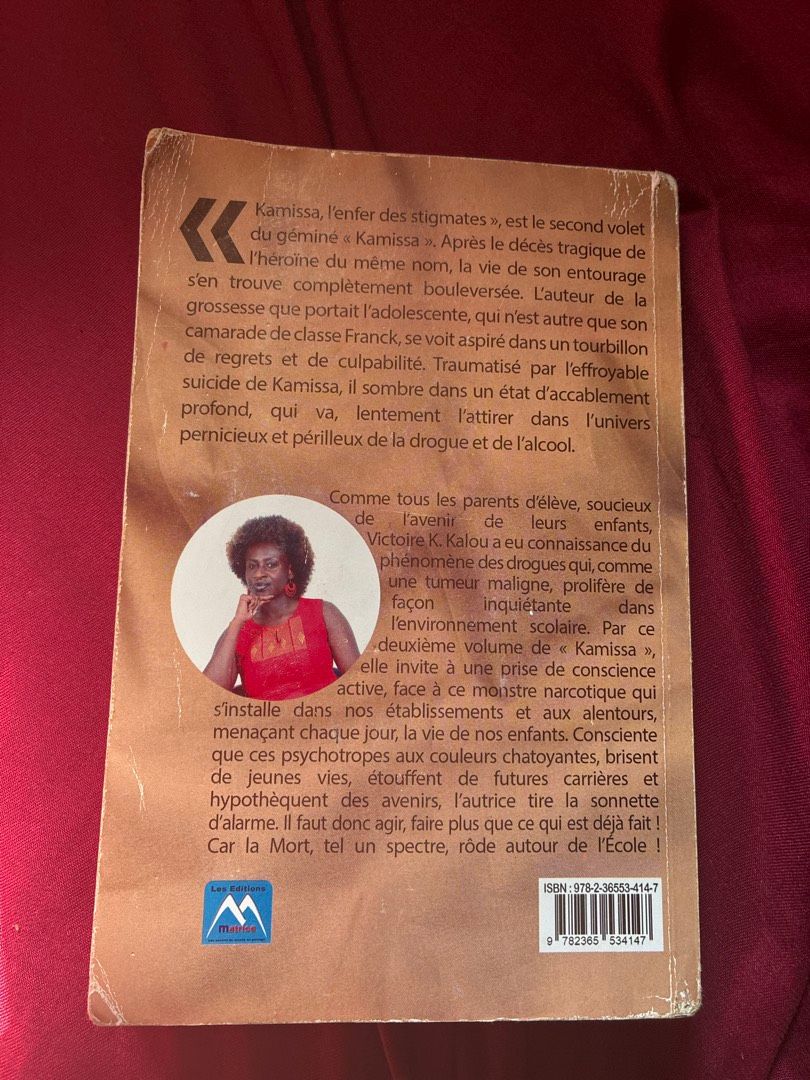 « Kamissa, l'enfer des stigmates », est le second volet
du géminé « Kamissa ». Après le décès tragique de
l'héroïne du même nom, la vie de son entourage
s'en trouve complètement bouleversée. L'auteur de la
grossesse que portait l'adolescente, qui n'est autre que son
camarade de classe Franck, se voit aspiré dans un tourbillon
de regrets et de culpabilité. Traumatisé par l'effroyable
suicide de Kamissa, il sombre dans un état d'accablement
profond, qui va, lentement l'attirer dans l'univers
pernicieux et périlleux de la drogue et de l'alcool.
Comme tous les parents d'élève, soucieux
de l'avenir de leurs enfants,
Victoire K. Kalou a eu connaissance du
phénomène des drogues qui, comme
une tumeur maligne, prolifère de
façon inquiétante dans
l'environnement scolaire. Par ce
deuxième volume de « Kamissa »,
elle invite à une prise de conscience
active, face à ce monstre narcotique qui
s'installe dans nos établissements et aux alentours,
menaçant chaque jour, la vie de nos enfants. Consciente
que ces psychotropes aux couleurs chatoyantes, brisent
de jeunes vies, étouffent de futures carrières et
hypothèquent des avenirs, l'autrice tire la sonnette
d'alarme. Il faut donc agir, faire plus que ce qui est déjà fait !
Car la Mort, tel un spectre, rôde autour de l'École !
Les Editions
Matrise
ISBN : 978-2-36553-414-7
9 782365 534147